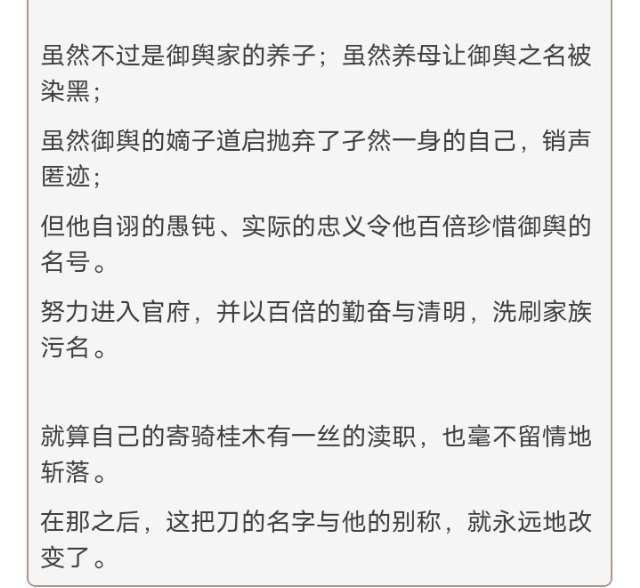 虽然不过是御舆家的养子；虽然养母让御舆之名被
染黑；
虽然御舆的嫡子道启抛弃了孑然一身的自己，销声
匿迹；
但他自诩的愚钝、实际的忠义令他百倍珍惜御舆的
名号。
努力进入官府，并以百倍的勤奋与清明，洗刷家族
污名。
就算自己的寄骑桂木有一丝的渎职，也毫不留情地
斩落。
在那之后，这把刀的名字与他的别称，就永远地改
变了。